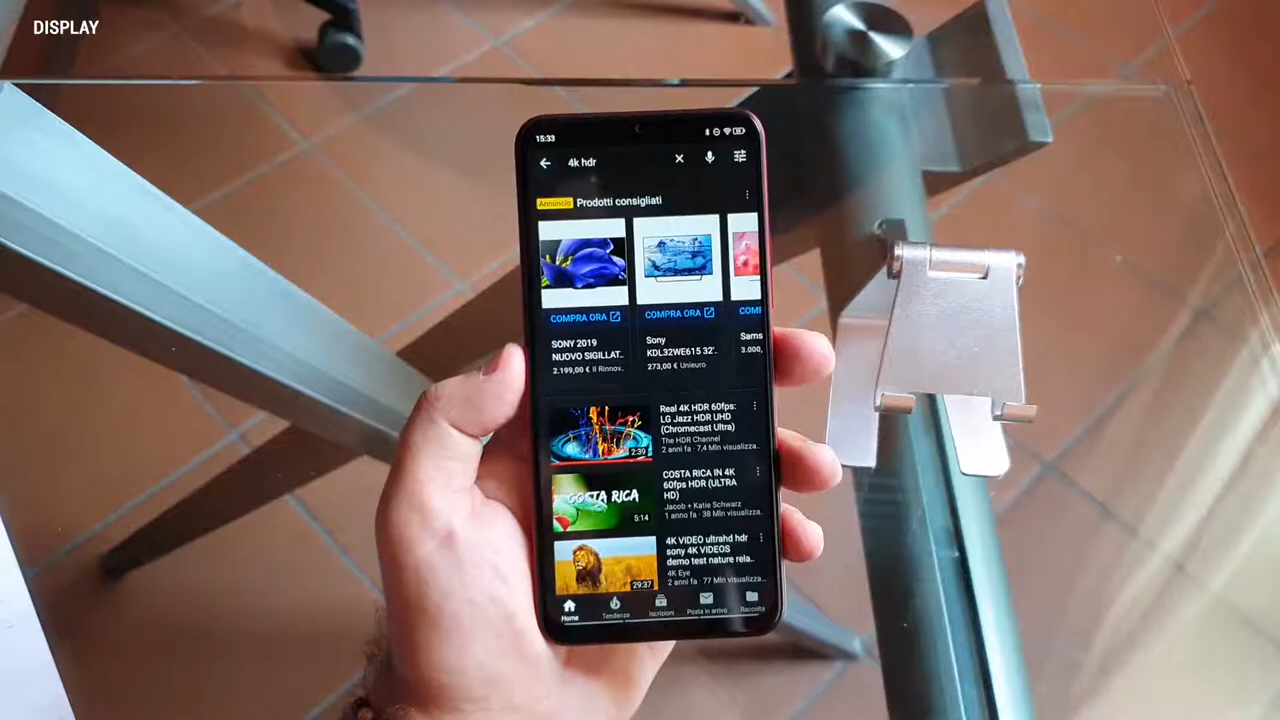 DISPLAY
15:33
4k hdr
Annuncio Prodotti consigliati
COMPRA ORA
COMPRA ORA
COMP
SONY 2019
NUOVO SIGILLAT..
2.199,00 € Il Rinnov..
Sony
KDL32WE615 32'..
273,00 € Unieuro
Sams
3.000,
Real 4K HDR 60fps:
LG Jazz HDR UHD
(Chromecast Ultra)
The HDR Channel
2 anni fa · 7,4 Mln visualizza..
2:39
COSTA RICA
5:14
COSTA RICA IN 4K
60fps HDR (ULTRA
HD)
Jacob + Katie Schwarz
1 anno fa · 38 Mln visualizza..
29:37
4K VIDEO ultrahd hdr
sony 4K VIDEOS
demo test nature rela..
4K Eye
2 anni fa · 77 Mln visualizza...
Home
Tendenze
Iscrizioni
Posta in arrivo
Raccolta